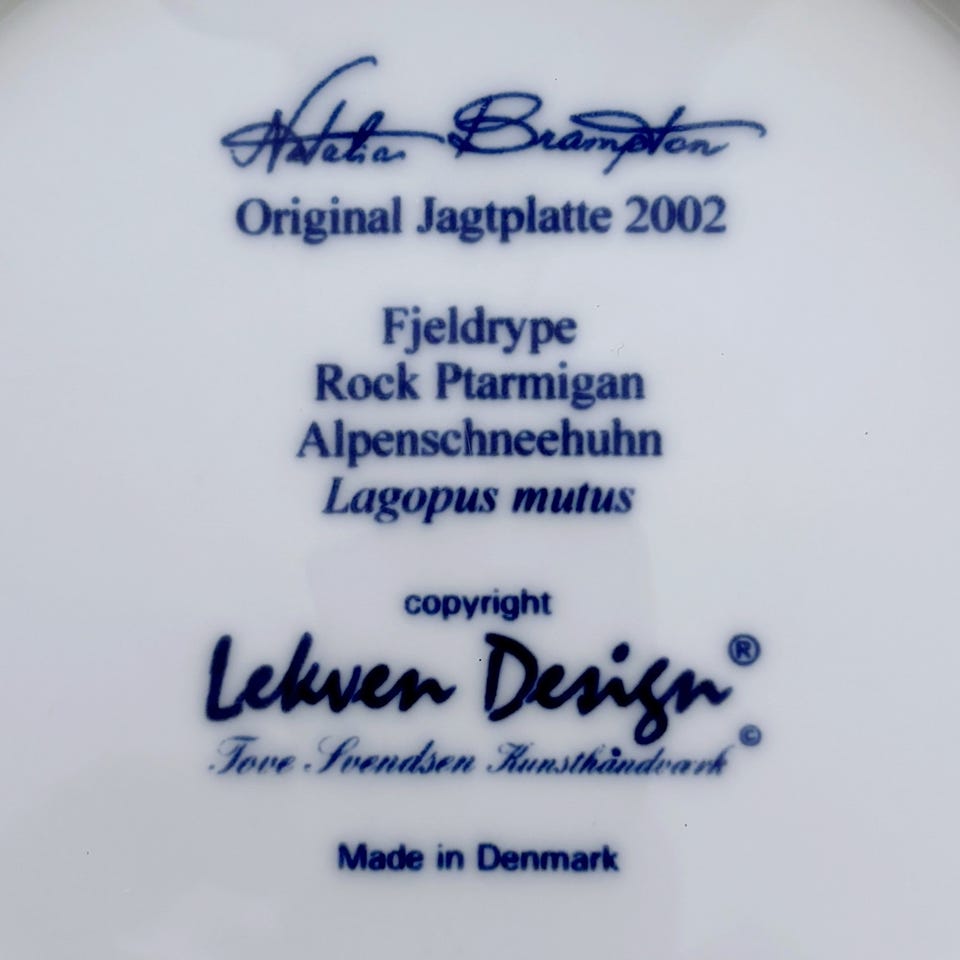 Natalia Brampton
Original Jagtplatte 2002
Fjeldrype
Rock Ptarmigan
Alpenschneehuhn
Lagopus mutus
copyright
Lekven Design®
Tove Svendsen Kunsthåndværk©
Made in Denmark